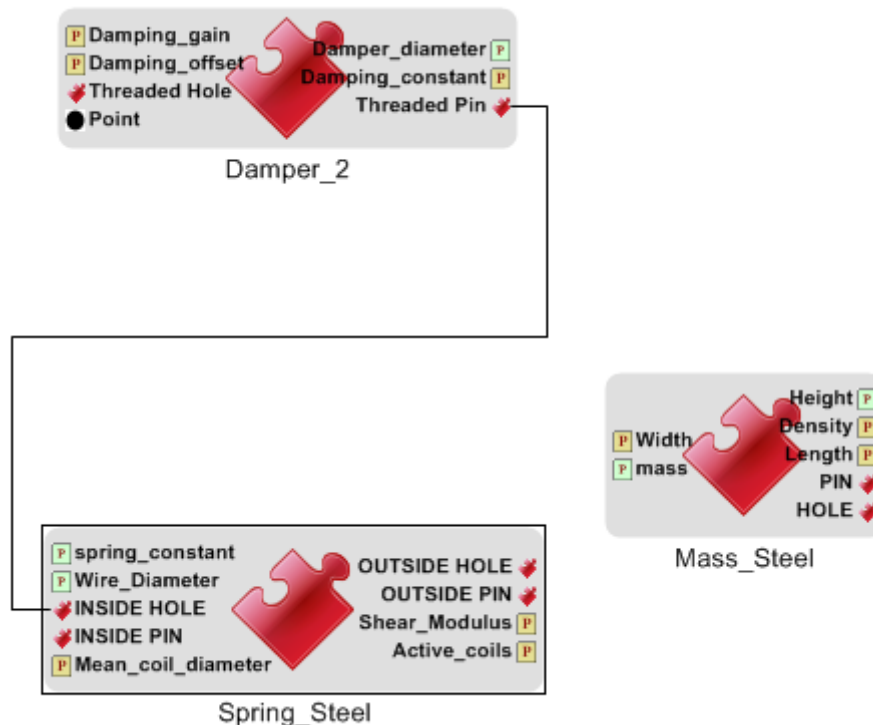 Damping_gain
Damping_offset
Threaded Hole
Point
Damper_diameter
Damping_constant
Threaded Pin
P
P
P
P
Damper_2
Width
mass
Height
Density
Length
PIN
HOLE
P
P
P
P
P
Mass_Steel
spring_constant
Wire_Diameter
INSIDE HOLE
INSIDE PIN
Mean_coil_diameter
OUTSIDE HOLE
OUTSIDE PIN
Shear_Modulus
Active_coils
P
P
P
P
P
Spring_Steel